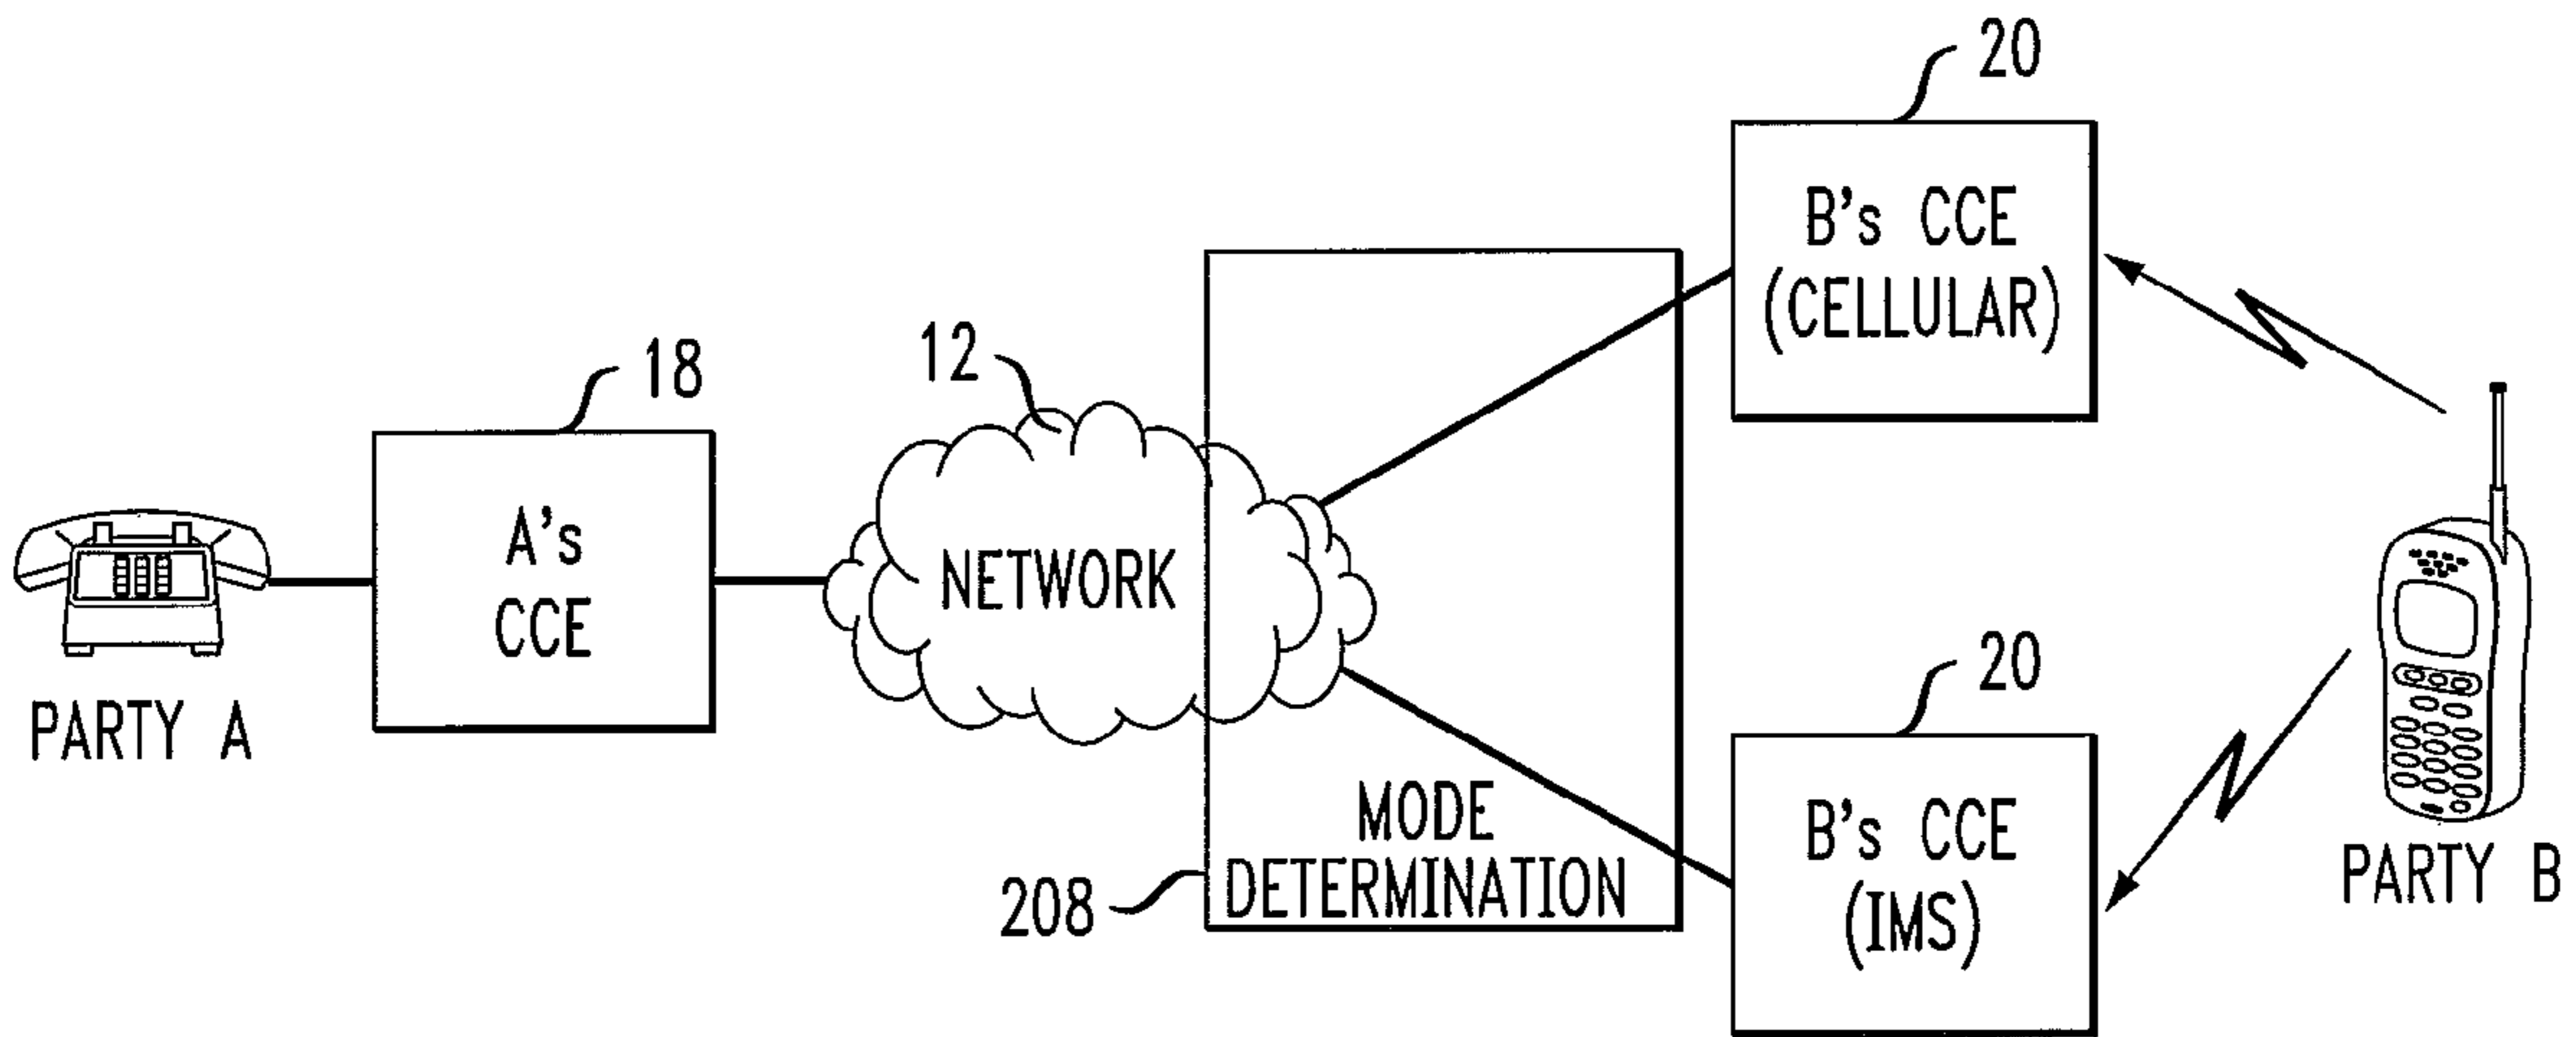 20
B's CCE
(CELLULAR)
18
12
A's
CCE
NETWORK
PARTY A
20
MODE
DETERMINATION
208
B's CCE
(IMS)
PARTY B